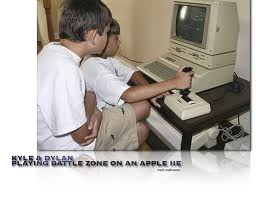 KYLE & DYLAN
PLAYING BATTLE ZONE ON AN APPLE IIE